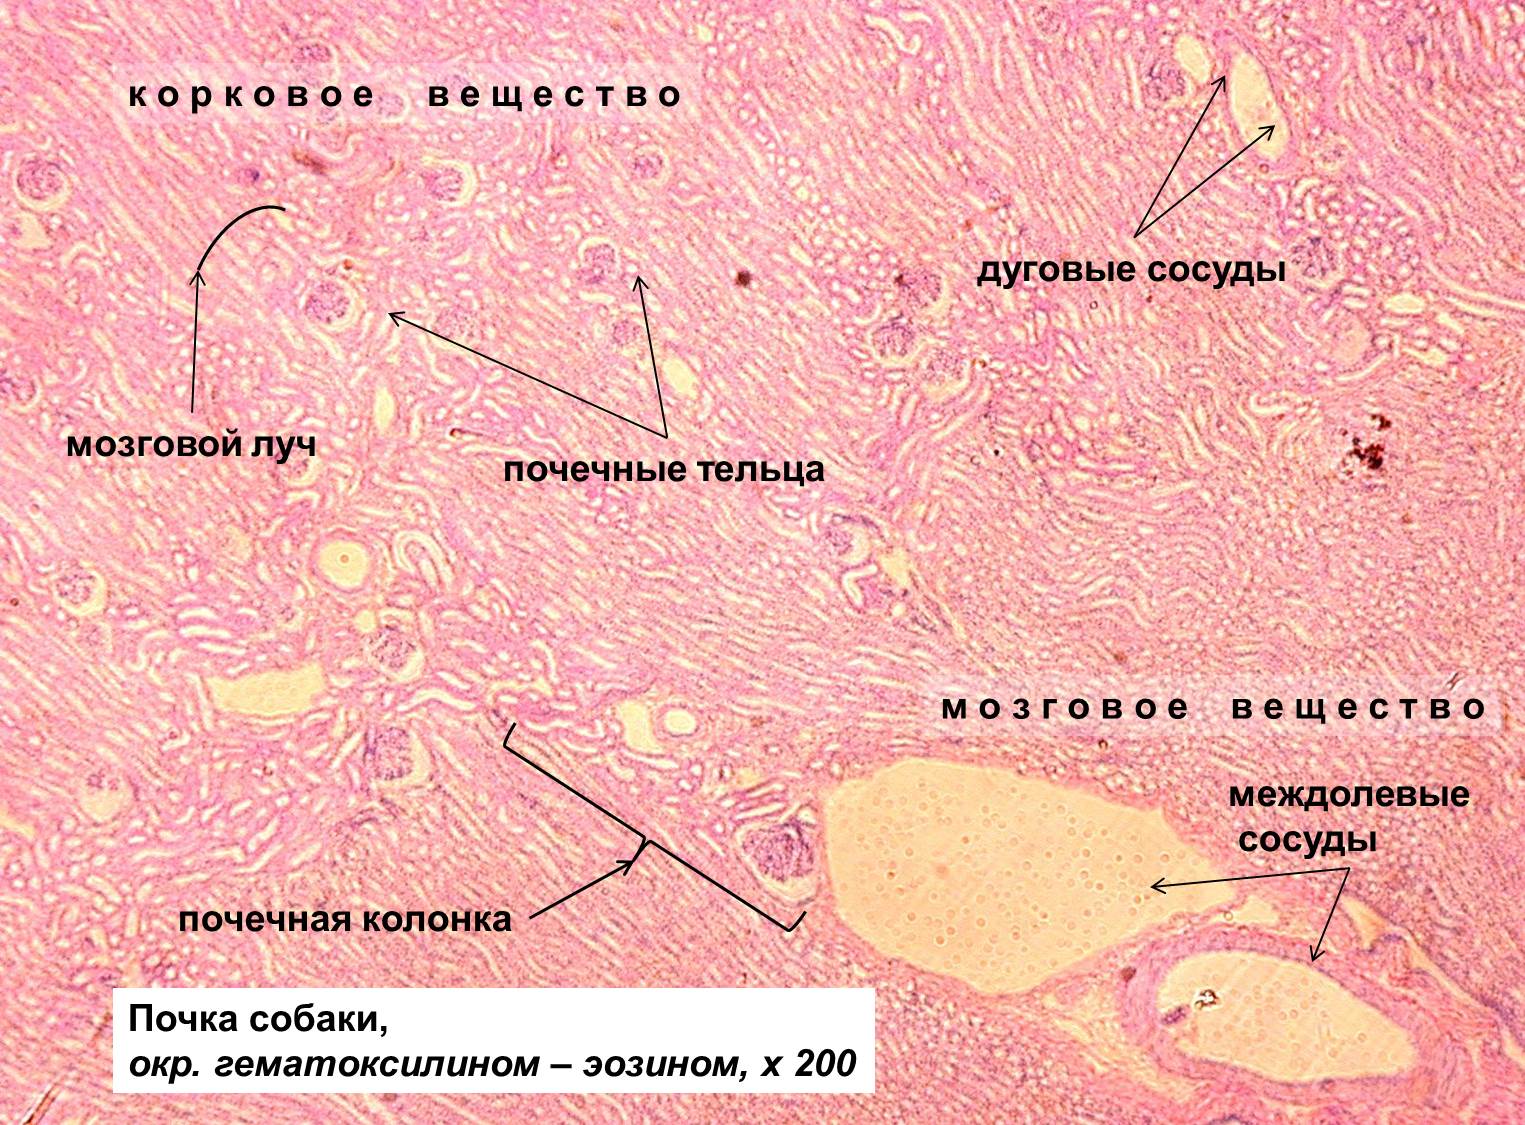 корковое вещество
дуговые сосуды
мозговой луч
почечные тельца
мозговое вещество
междолевые
сосуды
почечная колонка
Почка собаки,
окр. гематоксилином – эозином, х 200